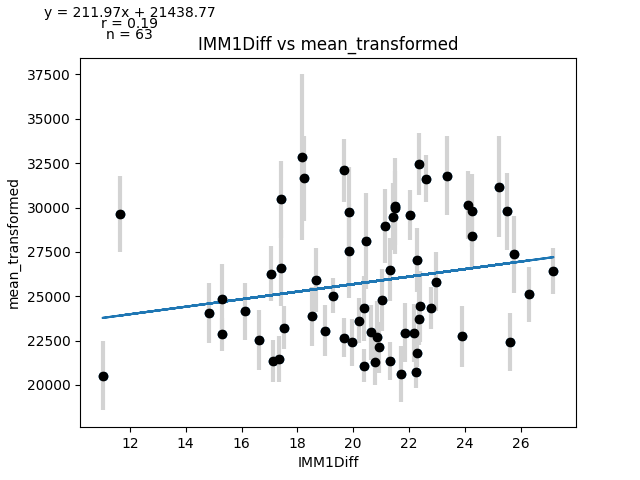 y = 211.97x + 21438.77
r = 0.19
n = 63
IMM1Diff vs mean_transformed
37500
35000
32500
30000
27500
25000
22500
20000
mean_transformed
12 14 16 18 20 22 24 26
IMM1Diff